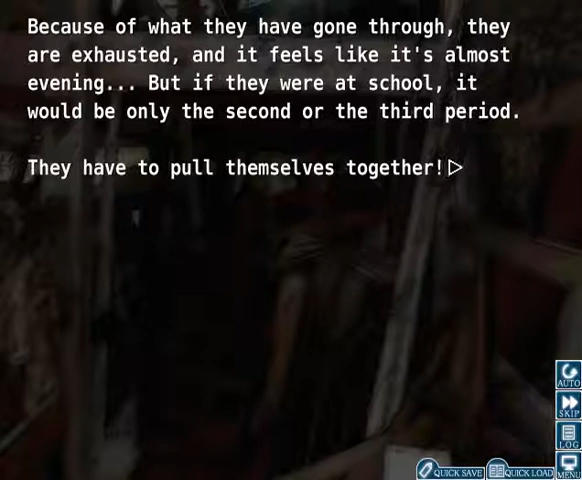 Because of what they have gone through, they
are exhausted, and it feels like it's almost
evening... But if they were at school, it
would be only the second or the third period.
They have to pull themselves together!
AUTO
SKIP
LOG
MENU
QUICK SAVE
QUICK LOAD